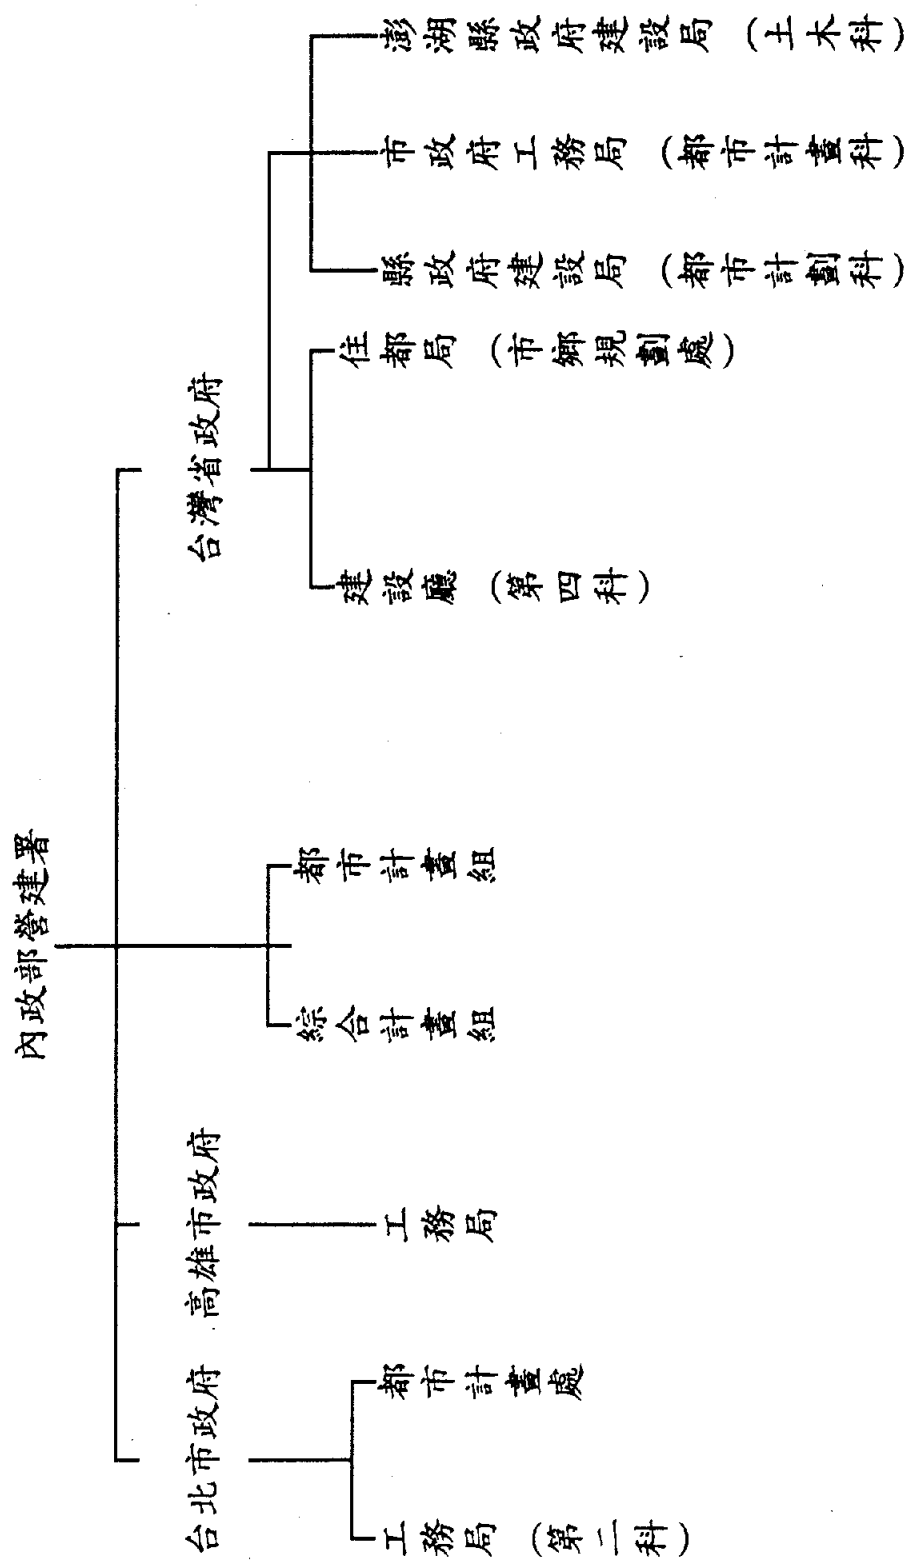 內政部營建署
台北市政府
高雄市政府
台灣省政府
工務局（第二科）
都市計畫處
工務局
綜合計畫組
都市計畫組
建設廳（第四科）
住都局（市鄉規劃處）
縣政府建設局（都市計劃科）
市政府工務局（都市計畫科）
澎湖縣政府建設局（土木科）